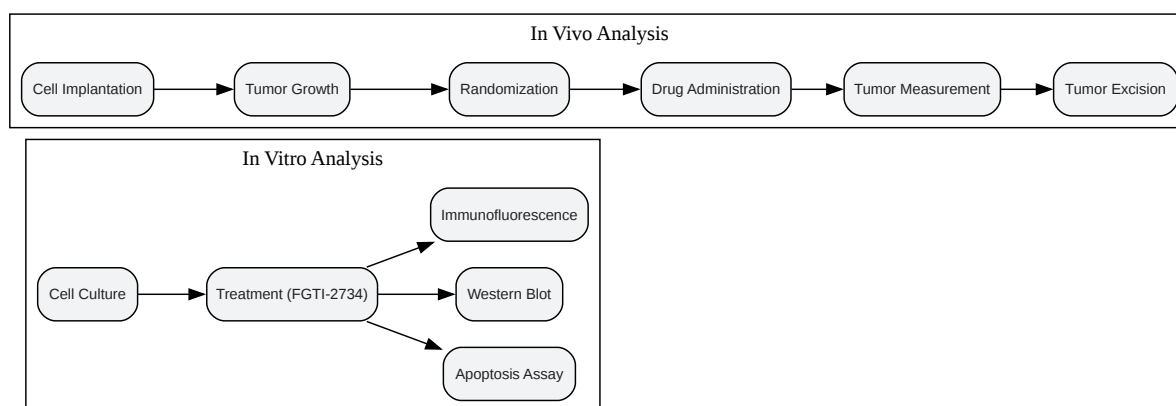 In Vivo Analysis
Cell Implantation
Tumor Growth
Randomization
Drug Administration
Tumor Measurement
Tumor Excision
In Vitro Analysis
Immunofluorescence
Cell Culture
Treatment (FGTI-2734)
Western Blot
Apoptosis Assay